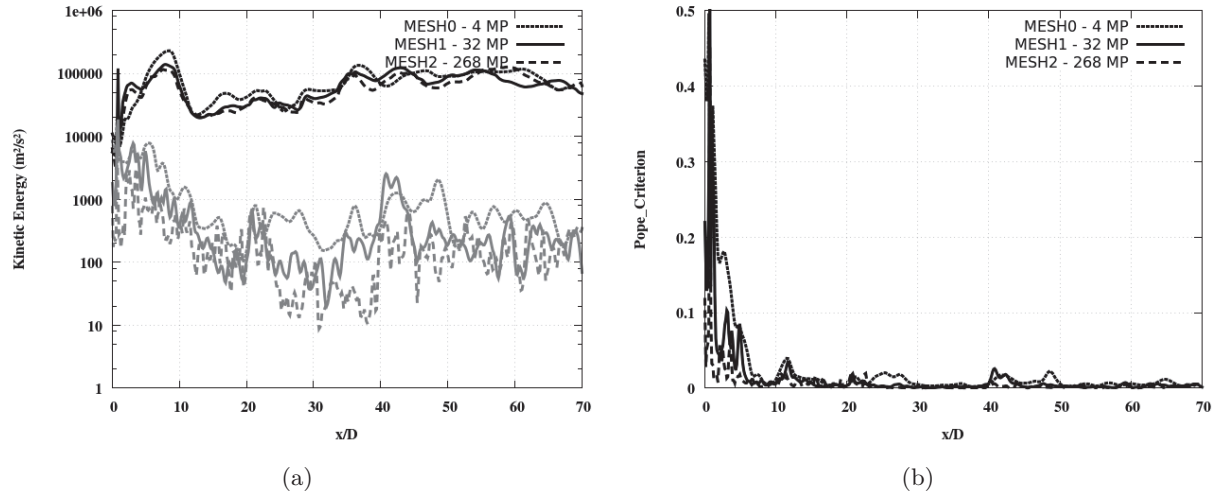 1e+06
100000
10000
1000
100
10
1
Kinetic Energy (m²/s²)
MESH0 - 4 MP
MESH1 - 32 MP
MESH2 - 268 MP
0 10 20 30 40 50 60 70
x/D
(a)
0.5
0.4
0.3
0.2
0.1
0
Pope_Criterion
MESH0 - 4 MP
MESH1 - 32 MP
MESH2 - 268 MP
0 10 20 30 40 50 60 70
x/D
(b)